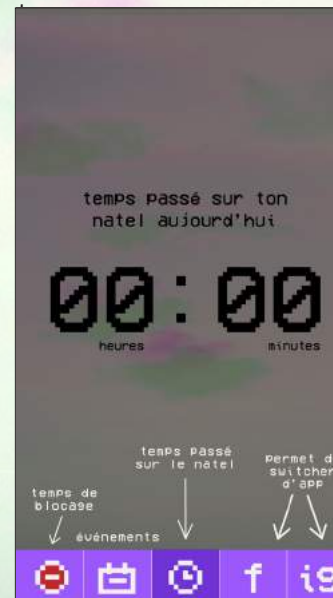 temps passé sur ton
natel aujourd'hui
00:00
heures minutes
temps passé
sur le natel
permet d
switcher
d'app
temps de
blocage
événements
f ig